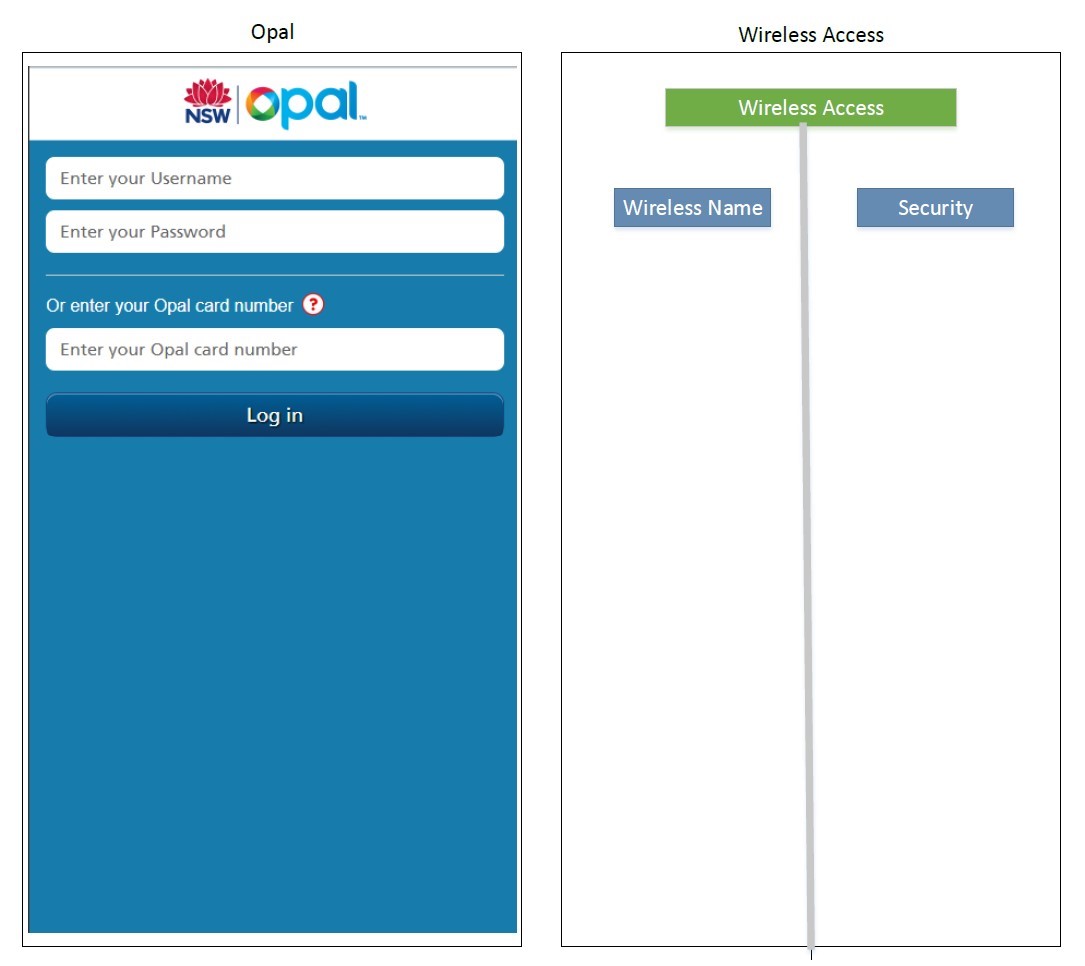 Opal
NSW opal™
Enter your Username
Enter your Password
Or enter your Opal card number ?
Enter your Opal card number
Log in
Wireless Access
Wireless Access
Wireless Name
Security